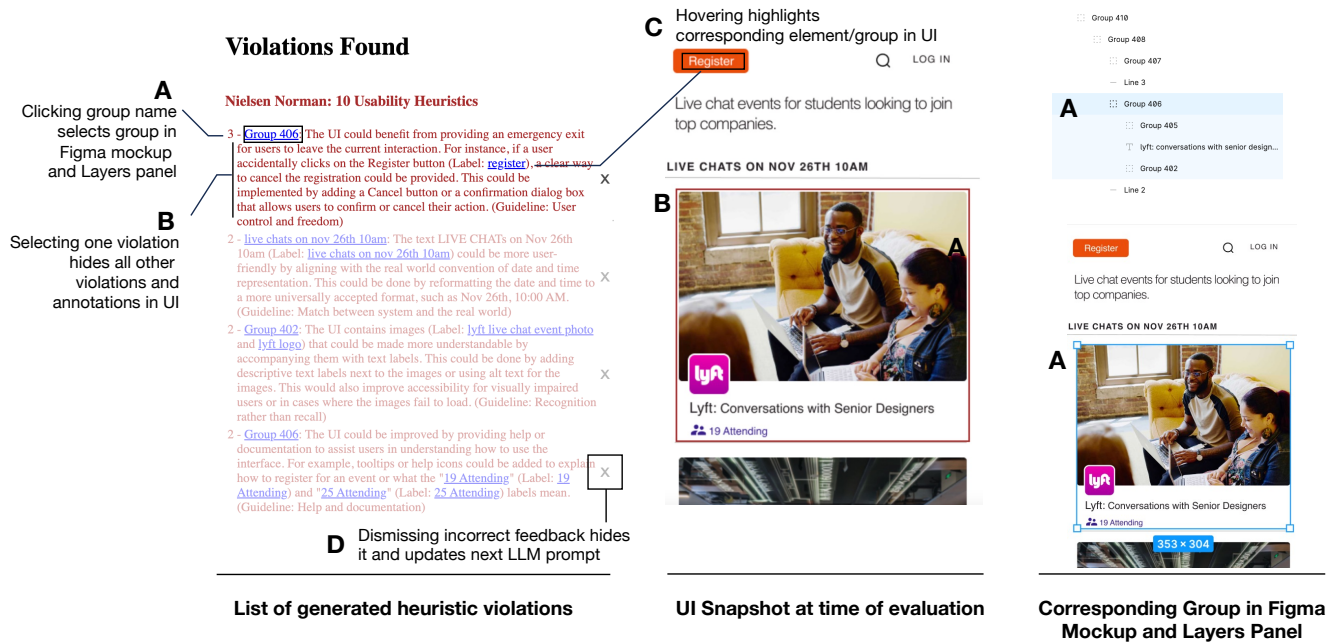 Violations Found
Nielsen Norman: 10 Usability Heuristics
A
Clicking group name
selects group in
Figma mockup
and Layers panel
B
Selecting one violation
hides all other
violations and
annotations in UI
3 - Group 406: The UI could benefit from providing an emergency exit
for users to leave the current interaction. For instance, if a user
accidentally clicks on the Register button (Label: register), a clear way
to cancel the registration could be provided. This could be
implemented by adding a Cancel button or a confirmation dialog box
that allows users to confirm or cancel their action. (Guideline: User
control and freedom)
X
2 - live chats on nov 26th 10am: The text LIVE CHATs on Nov 26th
10am (Label: live chats on nov 26th 10am) could be more user-
friendly by aligning with the real world convention of date and time
representation. This could be done by reformatting the date and time to
a more universally accepted format, such as Nov 26th, 10:00 AM.
(Guideline: Match between system and the real world)
X
2 - Group 402: The UI contains images (Label: lyft live chat event photo
and lyft logo) that could be made more understandable by
accompanying them with text labels. This could be done by adding
descriptive text labels next to the images or using alt text for the
images. This would also improve accessibility for visually impaired
users or in cases where the images fail to load. (Guideline: Recognition
rather than recall)
X
2 - Group 406: The UI could be improved by providing help or
documentation to assist users in understanding how to use the
interface. For example, tooltips or help icons could be added to explain
how to register for an event or what the "19 Attending" (Label: 19
Attending) and "25 Attending" (Label: 25 Attending) labels mean.
(Guideline: Help and documentation)
X
D
Dismissing incorrect feedback hides
it and updates next LLM prompt
List of generated heuristic violations
C
Hovering highlights
corresponding element/group in UI
Register
LOG IN
Live chat events for students looking to join
top companies.
LIVE CHATS ON NOV 26TH 10AM
B
A
lyft
Lyft: Conversations with Senior Designers
19 Attending
UI Snapshot at time of evaluation
Group 410
Group 408
Group 407
Line 3
A
Group 406
Group 405
lyft: conversations with senior design...
Group 402
Line 2
Register
LOG IN
Live chat events for students looking to join
top companies.
LIVE CHATS ON NOV 26TH 10AM
A
lyft
Lyft: Conversations with Senior Designers
19 Attending
353 × 304
Corresponding Group in Figma
Mockup and Layers Panel